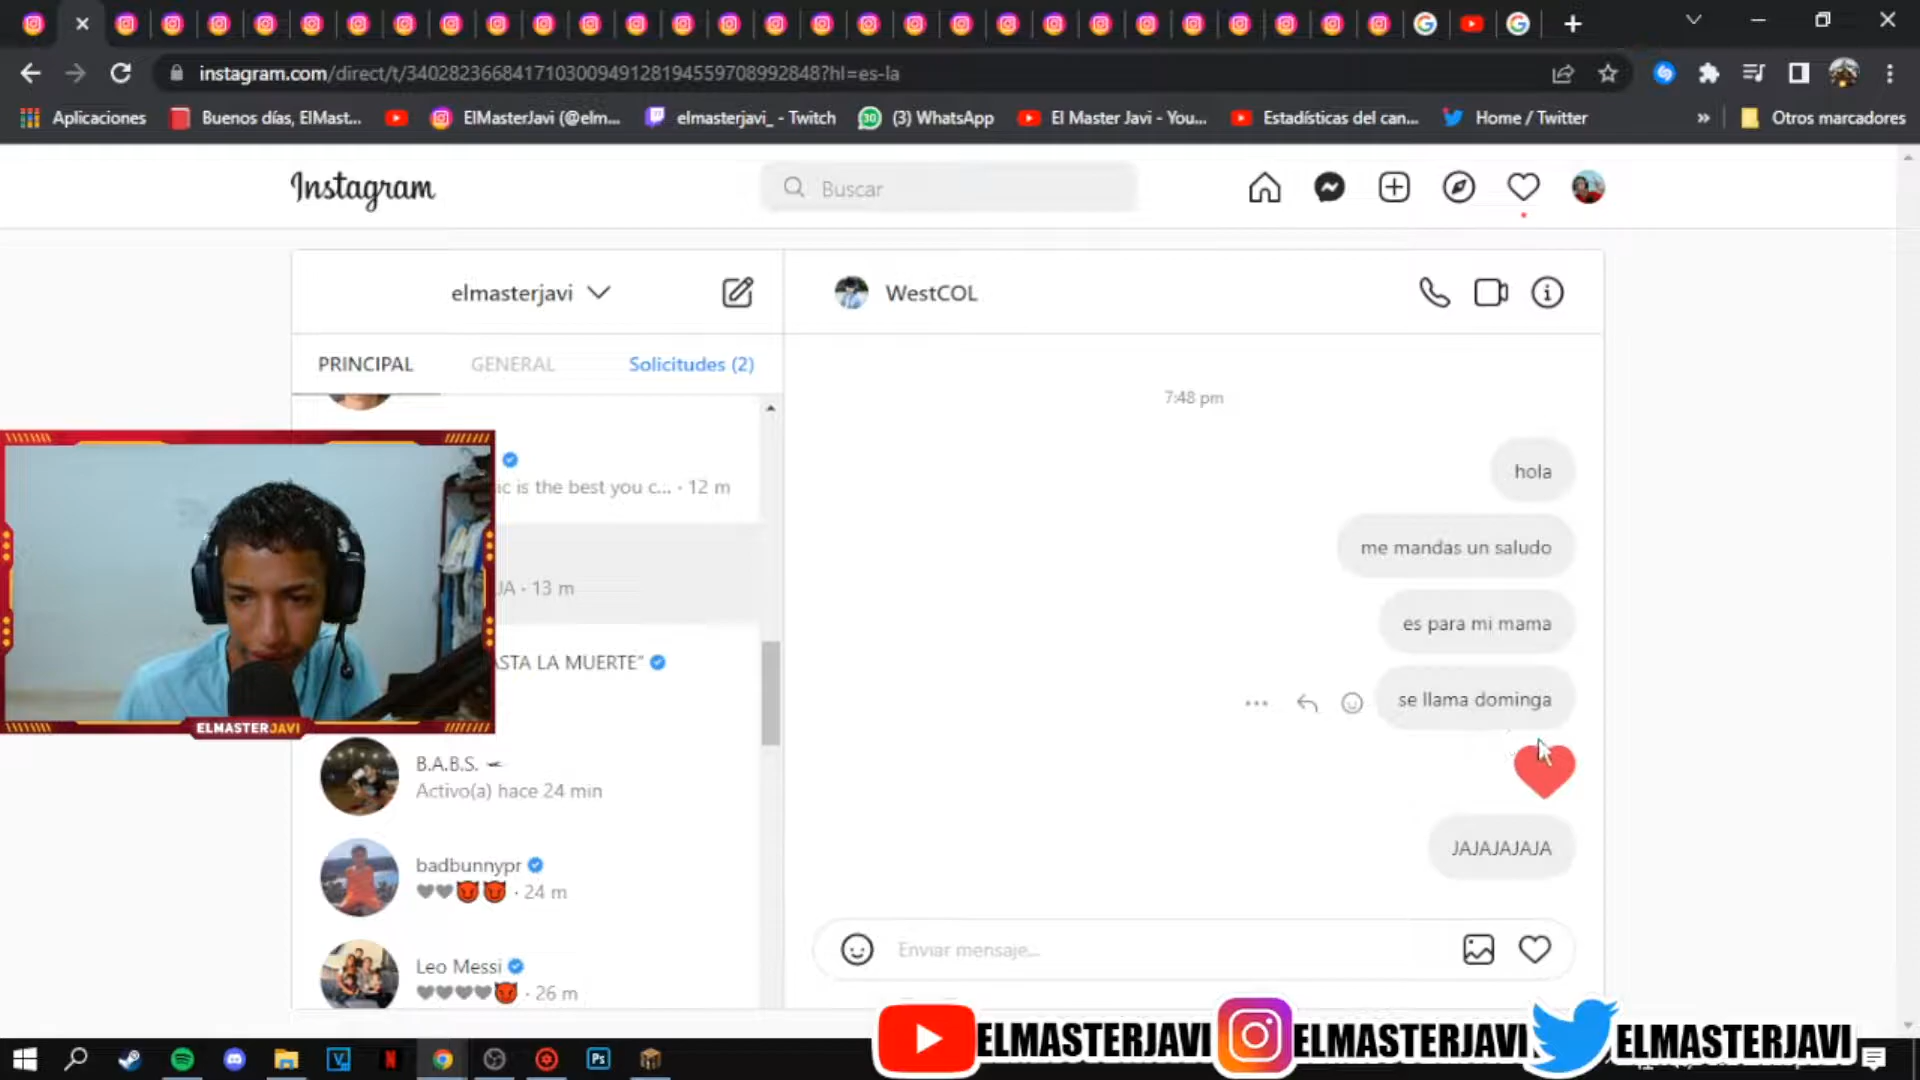 instagram.com/direct/t/340282366841710300949128194559708992848?hl=es-la
Aplicaciones
Buenos días, ElMast...
ElMasterJavi (@elm...
elmasterjavi_ - Twitch
30
(3) WhatsApp
El Master Javi - You...
Estadísticas del can...
Home / Twitter
»
Otros marcadores
Instagram
Buscar
elmasterjavi
WestCOL
PRINCIPAL
GENERAL
Solicitudes (2)
7:48 pm
hola
ic is the best you c... · 12 m
me mandas un saludo
JA · 13 m
es para mi mama
ASTA LA MUERTE"
se llama dominga
ELMASTERJAVI
B.A.B.S.
Activo(a) hace 24 min
JAJAJAJAJA
badbunnypr
· 24 m
Enviar mensaje...
Leo Messi
· 26 m
ELMASTERJAVI
ELMASTERJAVI
ELMASTERJAVI
Ps